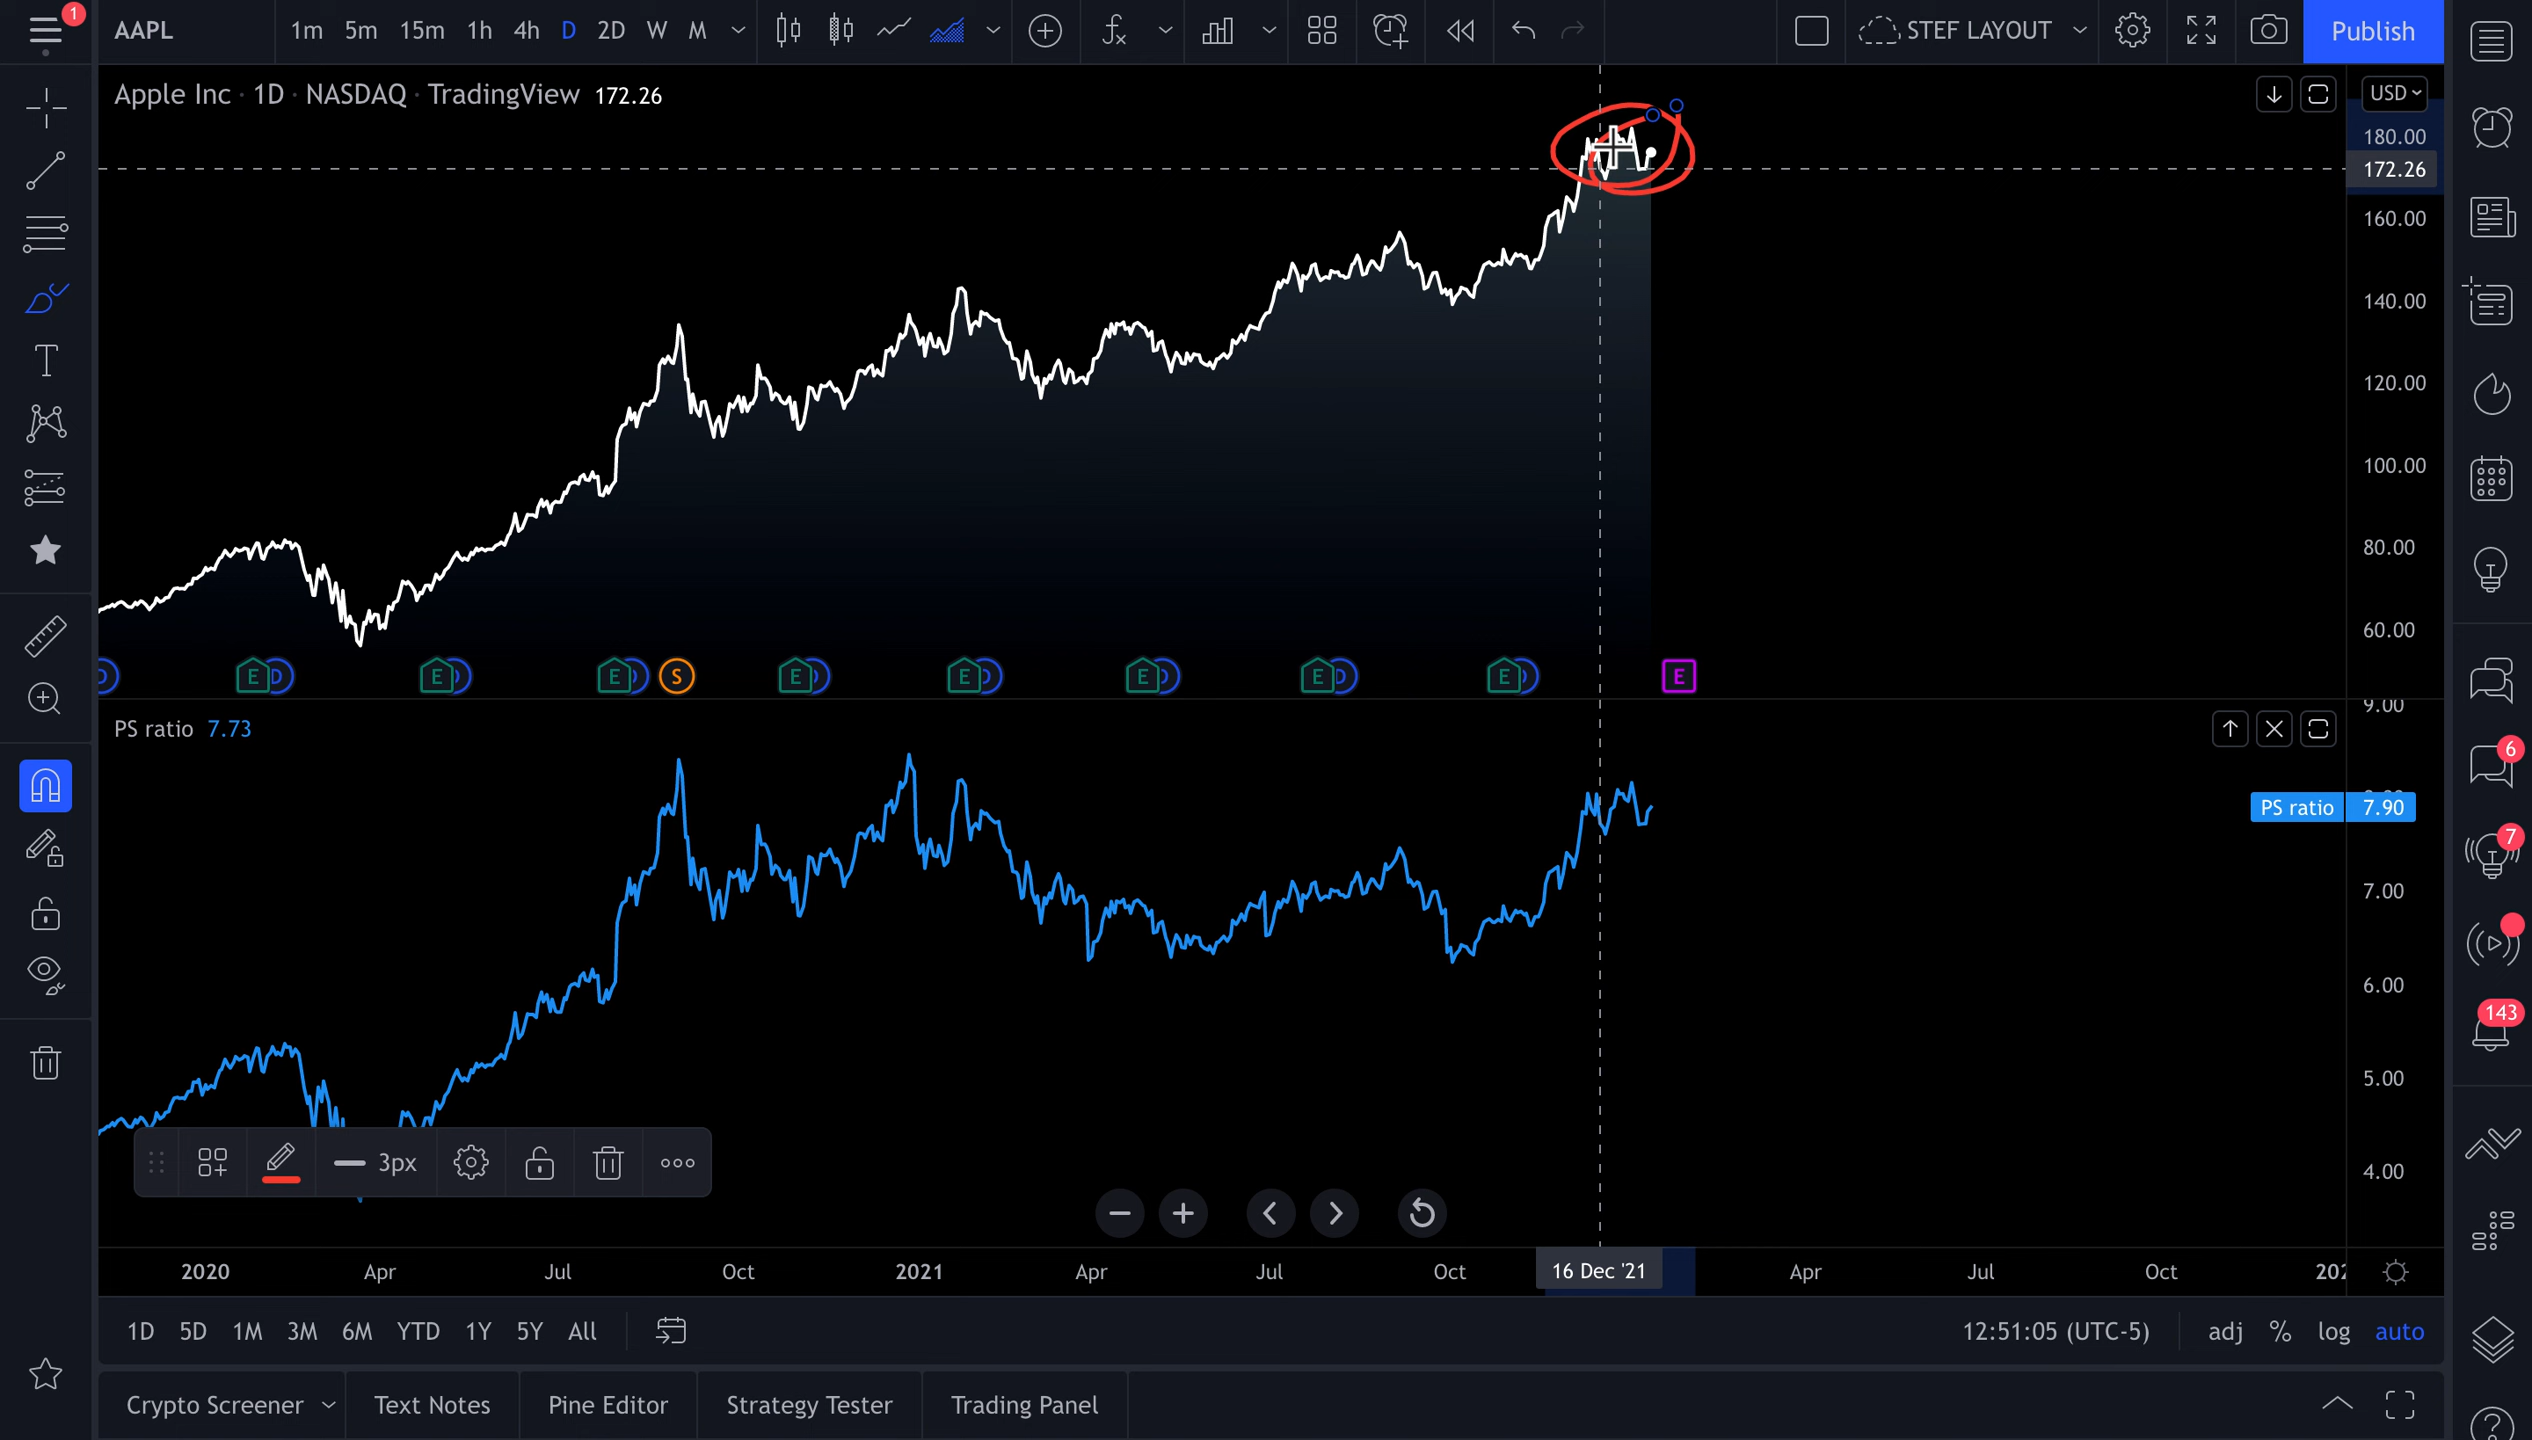 1
AAPL
1m 5m 15m 1h 4h D 2D W M
STEF LAYOUT
Publish
Apple Inc · 1D · NASDAQ · TradingView 172.26
USD
180.00
172.26
160.00
140.00
120.00
100.00
80.00
60.00
E D E D E D S E D E D E D E D E D E
PS ratio 7.73
9.00
PS ratio 7.90
7.00
6.00
5.00
4.00
6
7
143
3px
2020 Apr Jul Oct 2021 Apr Jul Oct 16 Dec '21 Apr Jul Oct
1D 5D 1M 3M 6M YTD 1Y 5Y All
12:51:05 (UTC-5) adj % log auto
Crypto Screener Text Notes Pine Editor Strategy Tester Trading Panel